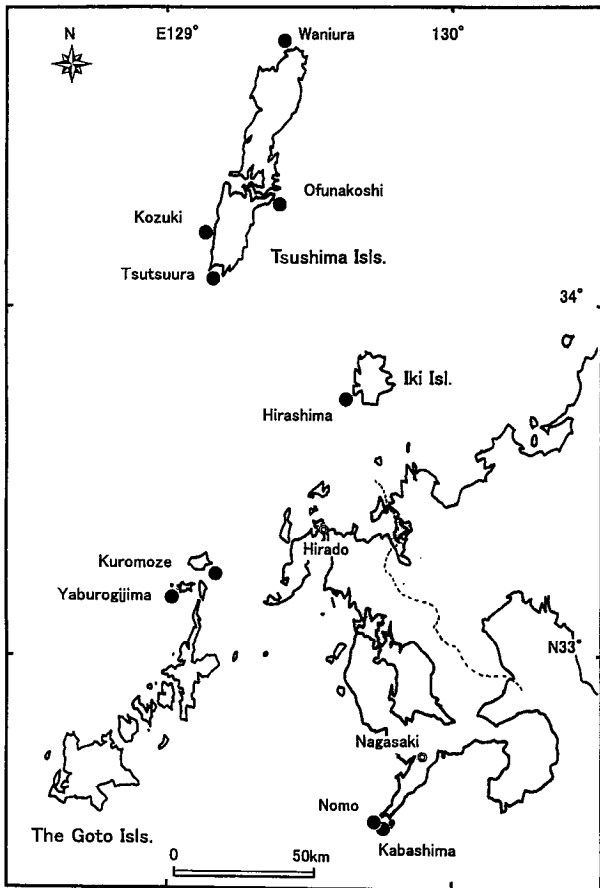 N
E129°
Waniura
130°
Ofunakoshi
Kozuki
Tsushima Isls.
Tsutsuura
34°
Iki Isl.
Hirashima
Hirado
Kuromoze
Yaburogijima
N33°
Nagasaki
Nomo
The Goto Isls.
Kabashima
0 50km